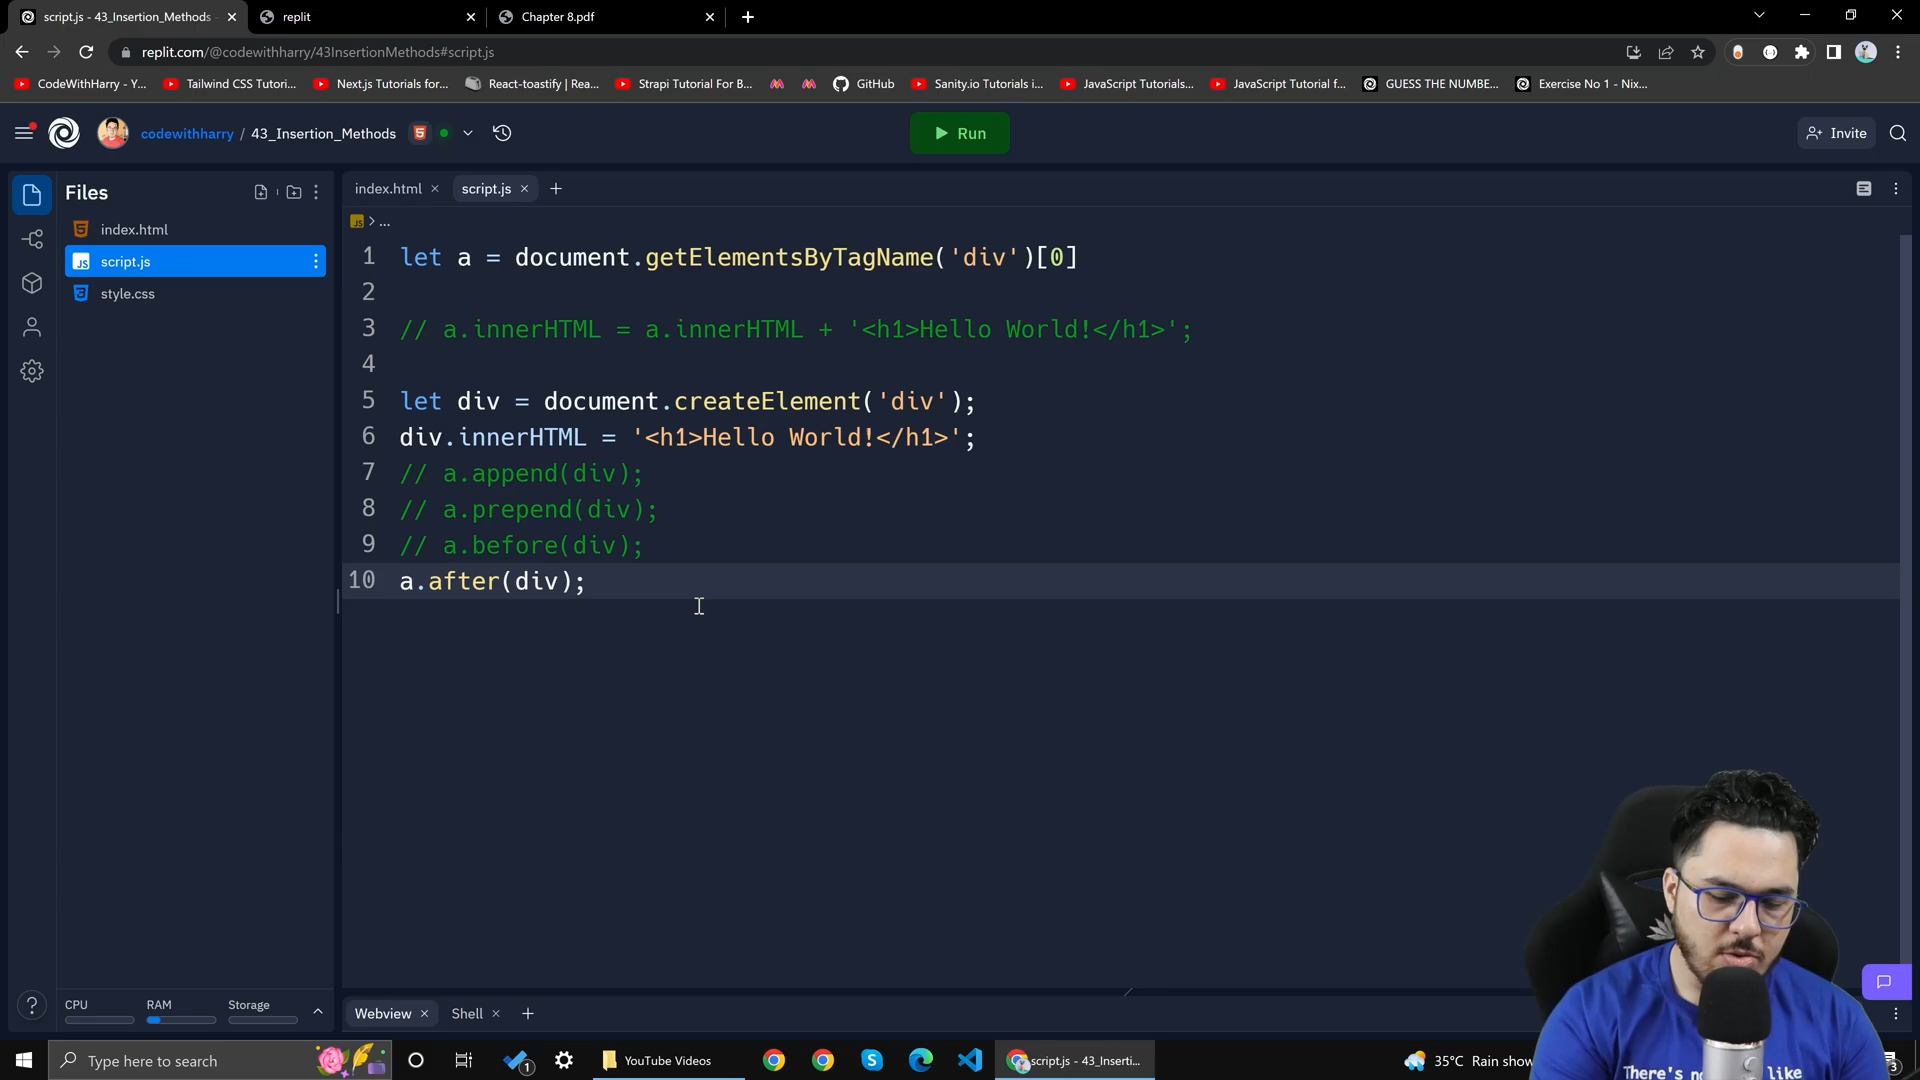 script.js - 43_Insertion_Methods -
replit
Chapter 8.pdf
replit.com/@codewithharry/43InsertionMethods#script.js
CodeWithHarry - Y...
Tailwind CSS Tutori...
Next.js Tutorials for...
React-toastify | Rea...
Strapi Tutorial For B...
GitHub
Sanity.io Tutorials i...
JavaScript Tutorials...
JavaScript Tutorial f...
GUESS THE NUMBE...
Exercise No 1 - Nix...
codewithharry / 43_Insertion_Methods
Run
Invite
Files
index.html
script.js
style.css
index.html
script.js
JS > ...
1 let a = document.getElementsByTagName('div')[0]
2
3 // a.innerHTML = a.innerHTML + '<h1>Hello World!</h1>';
4
5 let div = document.createElement('div');
6 div.innerHTML = '<h1>Hello World!</h1>';
7 // a.append(div);
8 // a.prepend(div);
9 // a.before(div);
10 a.after(div);
CPU
RAM
Storage
Webview
Shell
Type here to search
1
YouTube Videos
script.js - 43_Inserti...
35°C Rain show
3
There's no
like